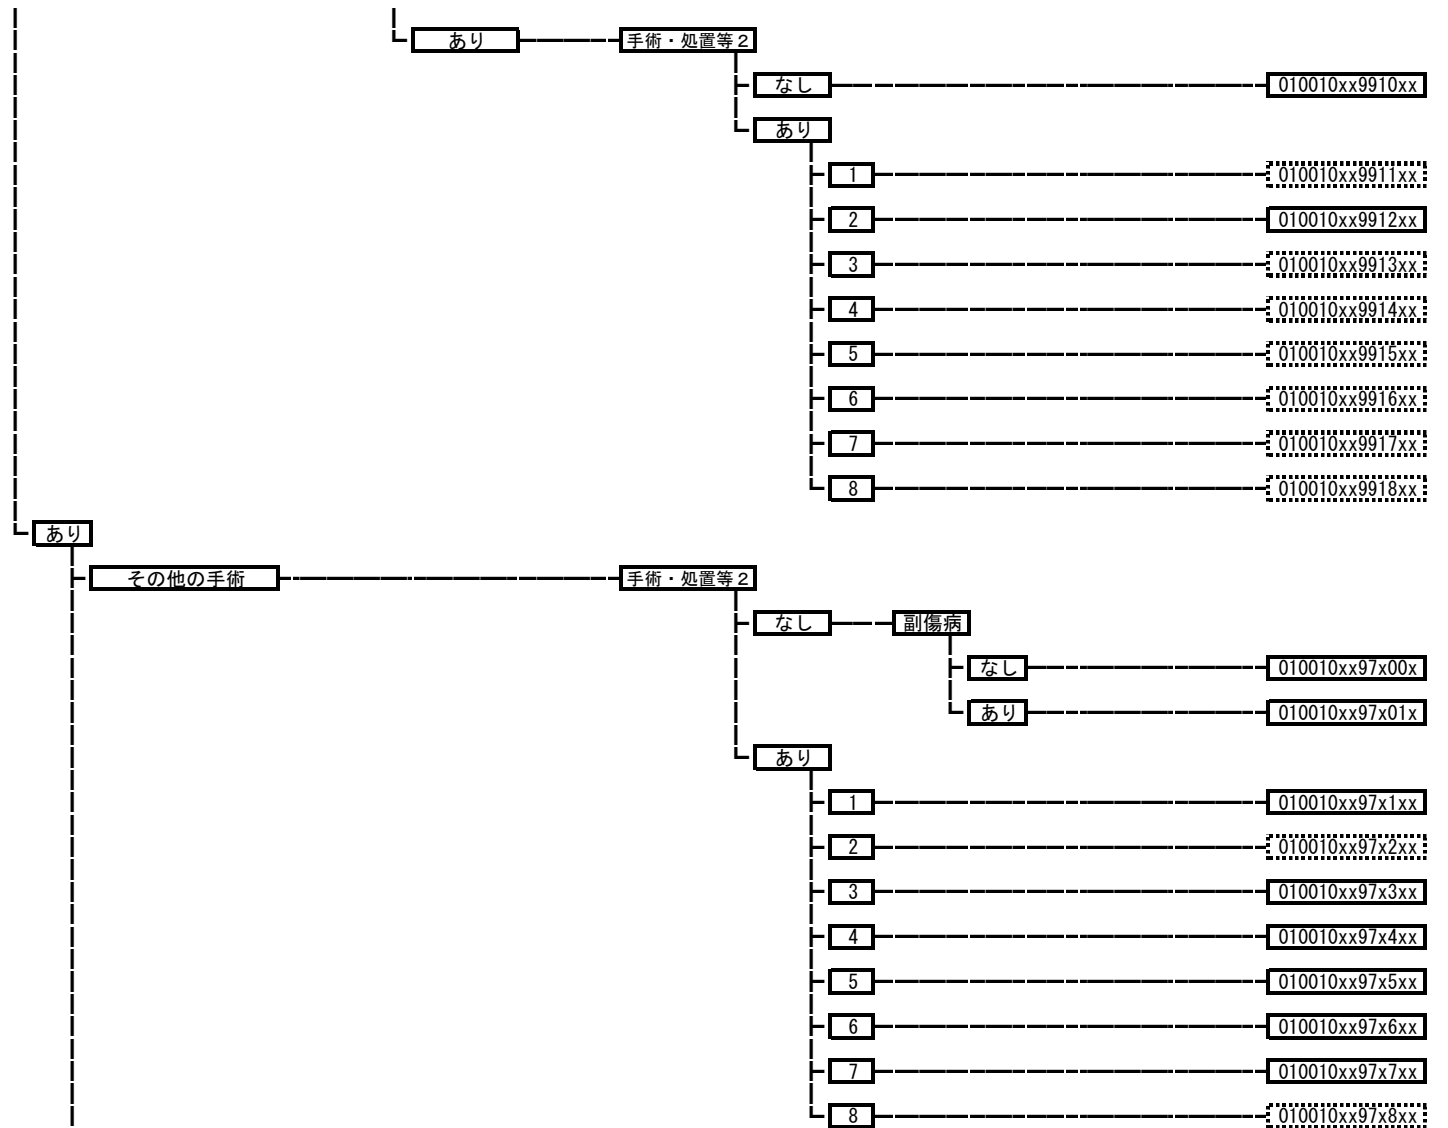 あり 手術・処置等２
なし 010010xx9910xx
あり
1 010010xx9911xx
2 010010xx9912xx
3 010010xx9913xx
4 010010xx9914xx
5 010010xx9915xx
6 010010xx9916xx
7 010010xx9917xx
8 010010xx9918xx
あり
その他の手術 手術・処置等２
なし 副傷病
なし 010010xx97x00x
あり 010010xx97x01x
あり
1 010010xx97x1xx
2 010010xx97x2xx
3 010010xx97x3xx
4 010010xx97x4xx
5 010010xx97x5xx
6 010010xx97x6xx
7 010010xx97x7xx
8 010010xx97x8xx